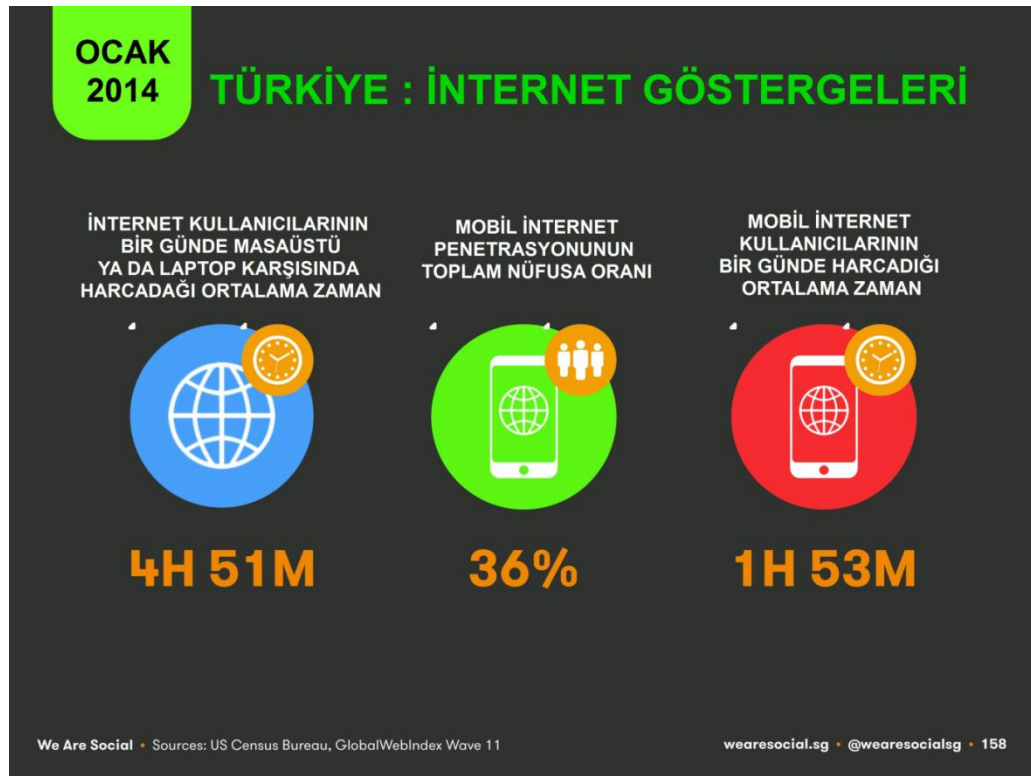 OCAK
2014
TÜRKİYE : İNTERNET GÖSTERGELERİ
İNTERNET KULLANICILARININ
BİR GÜNDE MASAÜSTÜ
YA DA LAPTOP KARŞISINDA
HARCADAĞI ORTALAMA ZAMAN
MOBİL İNTERNET
PENETRASYONUNUN
TOPLAM NÜFUSA ORANI
MOBİL İNTERNET
KULLANICILARININ
BİR GÜNDE HARCADIĞI
ORTALAMA ZAMAN
4H 51M
36%
1H 53M
We Are Social • Sources: US Census Bureau, GlobalWebIndex Wave 11
wearesocial.sg • @wearesocialsg • 158